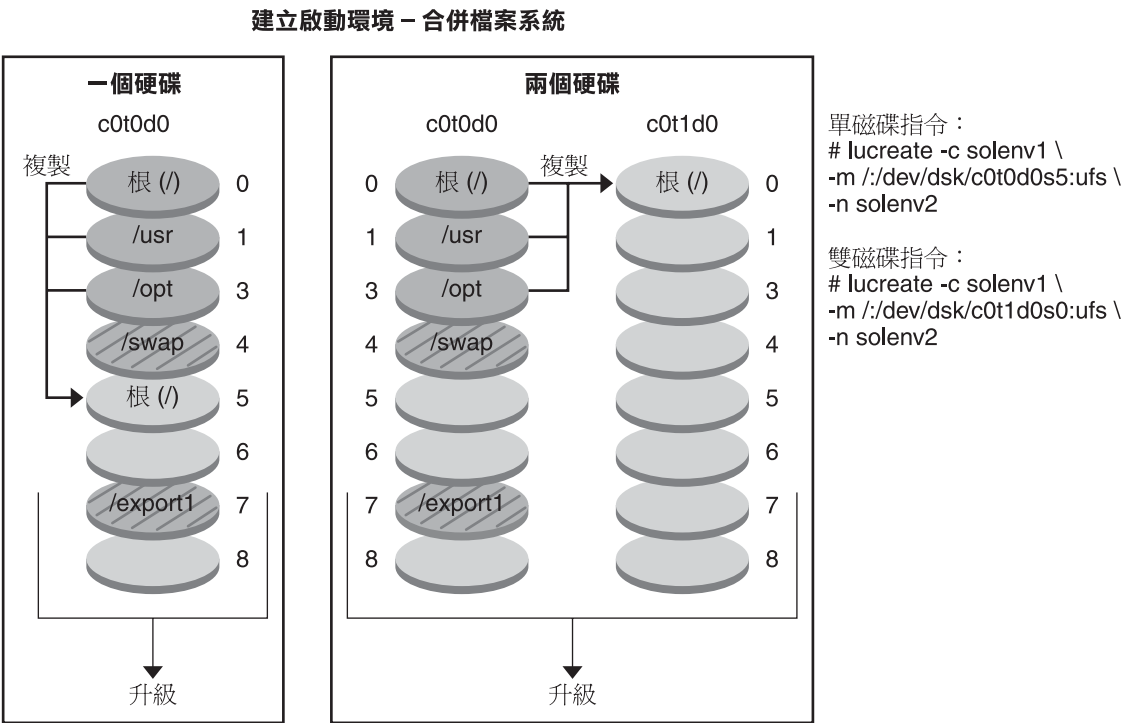 建立啟動環境 – 合併檔案系統
一個硬碟
c0t0d0
複製
根 (/) 0
/usr 1
/opt 3
/swap 4
根 (/) 5
6
/export1 7
8
升級
兩個硬碟
c0t0d0 c0t1d0
複製
0 根 (/) 根 (/) 0
1 /usr 1
3 /opt 3
4 /swap 4
5 5
6 6
7 /export1 7
8 8
升級
單磁碟指令：
# lucreate -c solenv1 \
-m /:/dev/dsk/c0t0d0s5:ufs \
-n solenv2
雙磁碟指令：
# lucreate -c solenv1 \
-m /:/dev/dsk/c0t1d0s0:ufs \
-n solenv2